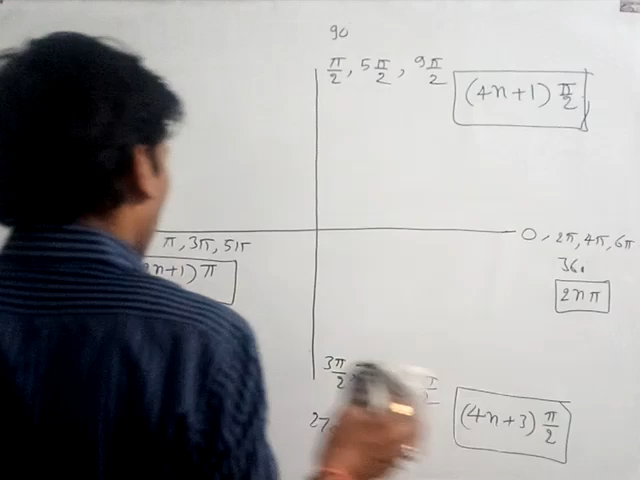 90
π/2, 5π/2, 9π/2
(4n+1) π/2
π, 3π, 5π
n+1) π
0, 2π, 4π, 6π
36.
2nπ
3π/2,
π
27
(4n+3) π/2